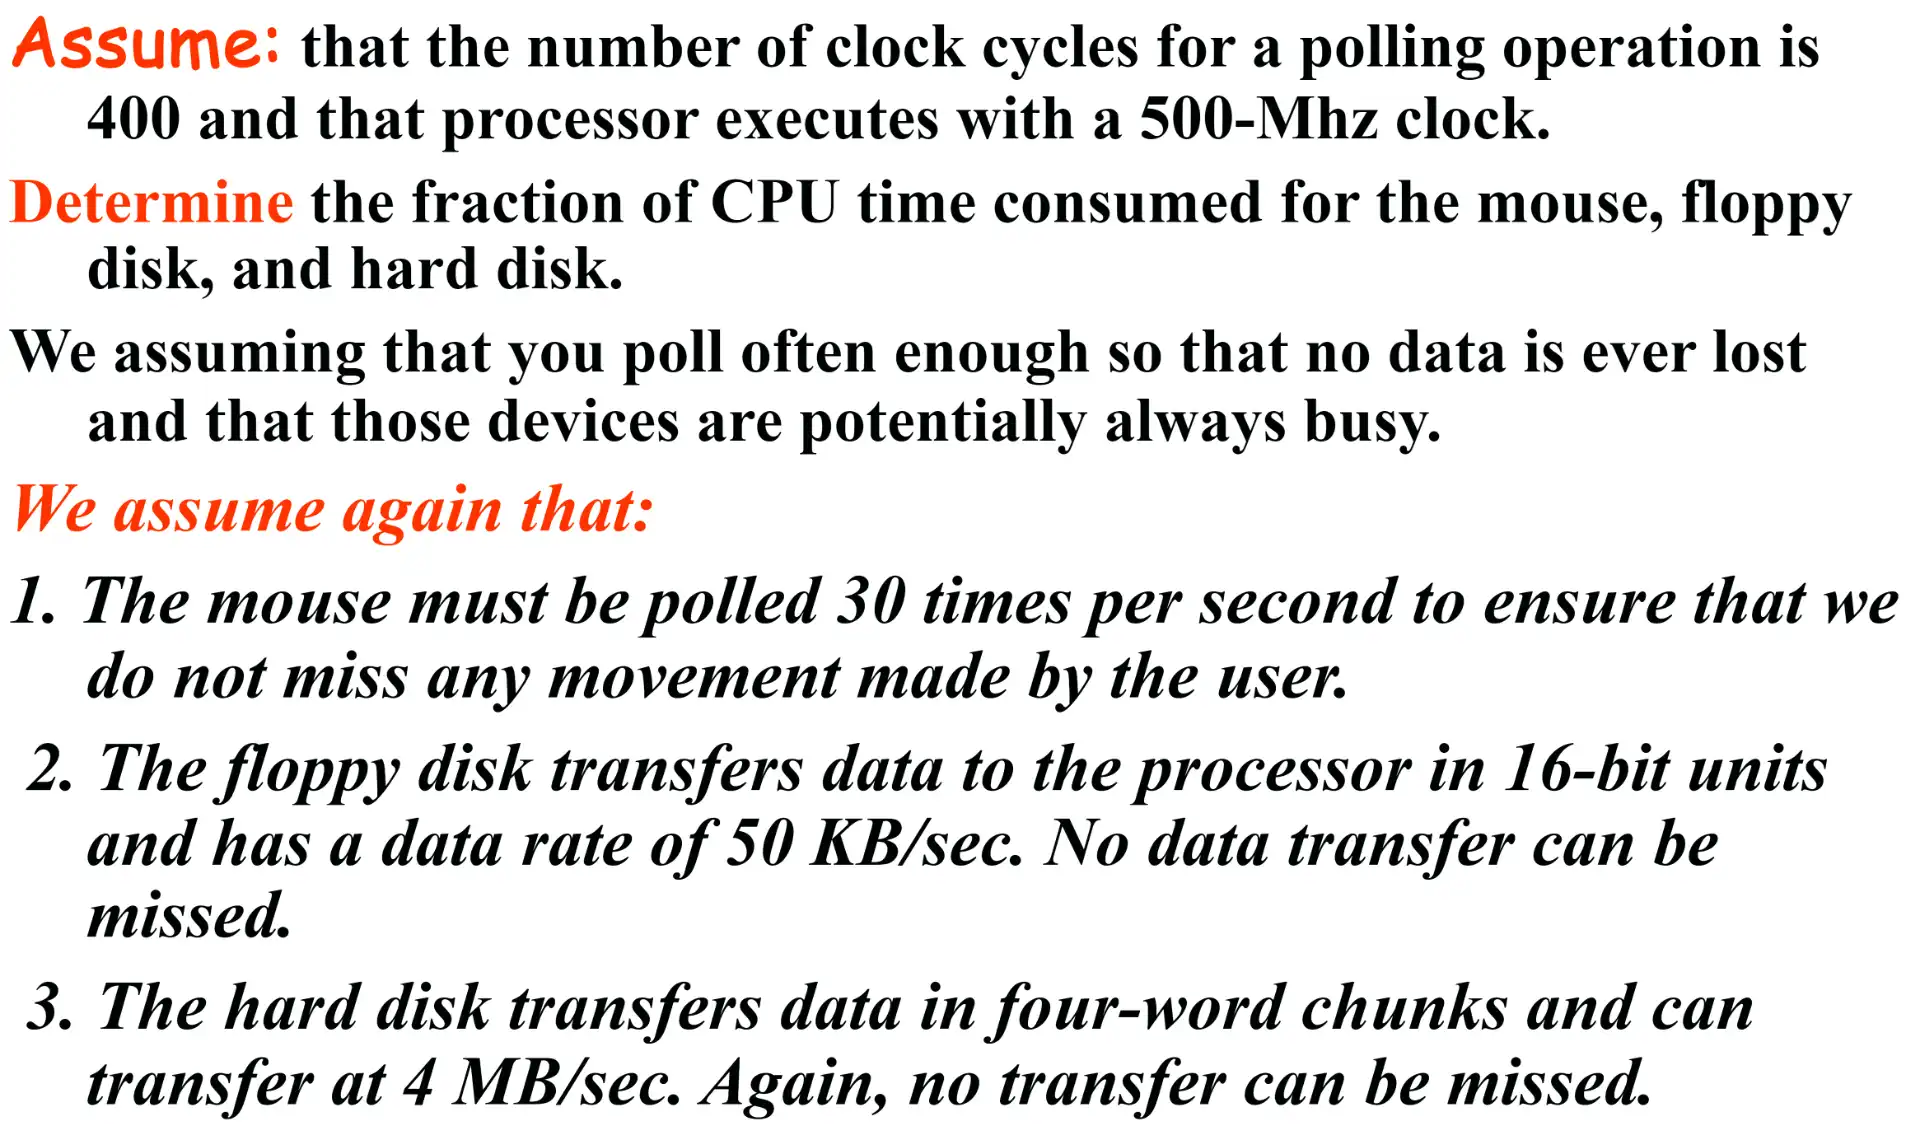 Assume: that the number of clock cycles for a polling operation is
400 and that processor executes with a 500-Mhz clock.
Determine the fraction of CPU time consumed for the mouse, floppy
disk, and hard disk.
We assuming that you poll often enough so that no data is ever lost
and that those devices are potentially always busy.
We assume again that:
1. The mouse must be polled 30 times per second to ensure that we
do not miss any movement made by the user.
2. The floppy disk transfers data to the processor in 16-bit units
and has a data rate of 50 KB/sec. No data transfer can be
missed.
3. The hard disk transfers data in four-word chunks and can
transfer at 4 MB/sec. Again, no transfer can be missed.